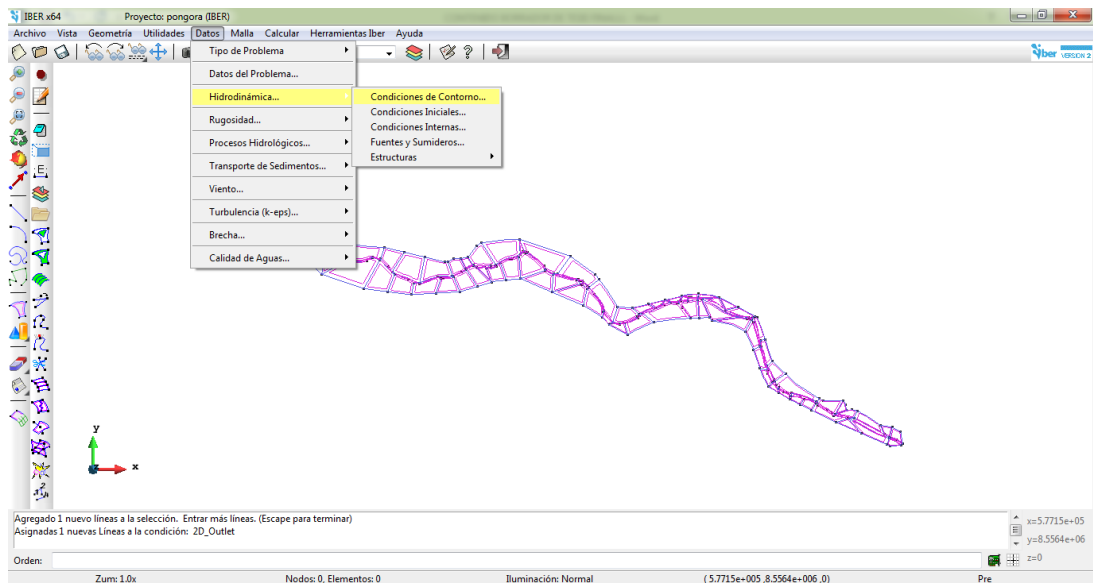 IBER x64 Proyecto: pongora (IBER)
Archivo Vista Geometría Utilidades Datos Malla Calcular Herramientas Iber Ayuda
Iber VERSION 2
Tipo de Problema
Datos del Problema...
Hidrodinámica...
Rugosidad...
Procesos Hidrológicos...
Transporte de Sedimentos...
Viento...
Turbulencia (k-eps)...
Brecha...
Calidad de Aguas...
Condiciones de Contorno...
Condiciones Iniciales...
Condiciones Internas...
Fuentes y Sumideros...
Estructuras
E
y
x
Agregado 1 nuevo líneas a la selección. Entrar más líneas. (Escape para terminar)
Asignadas 1 nuevas Líneas a la condición: 2D_Outlet
x=5.7715e+05
y=8.5564e+06
z=0
Orden:
Zum: 1.0x Nodos: 0, Elementos: 0 Iluminación: Normal ( 5.7715e+005 ,8.5564e+006 ,0) Pre